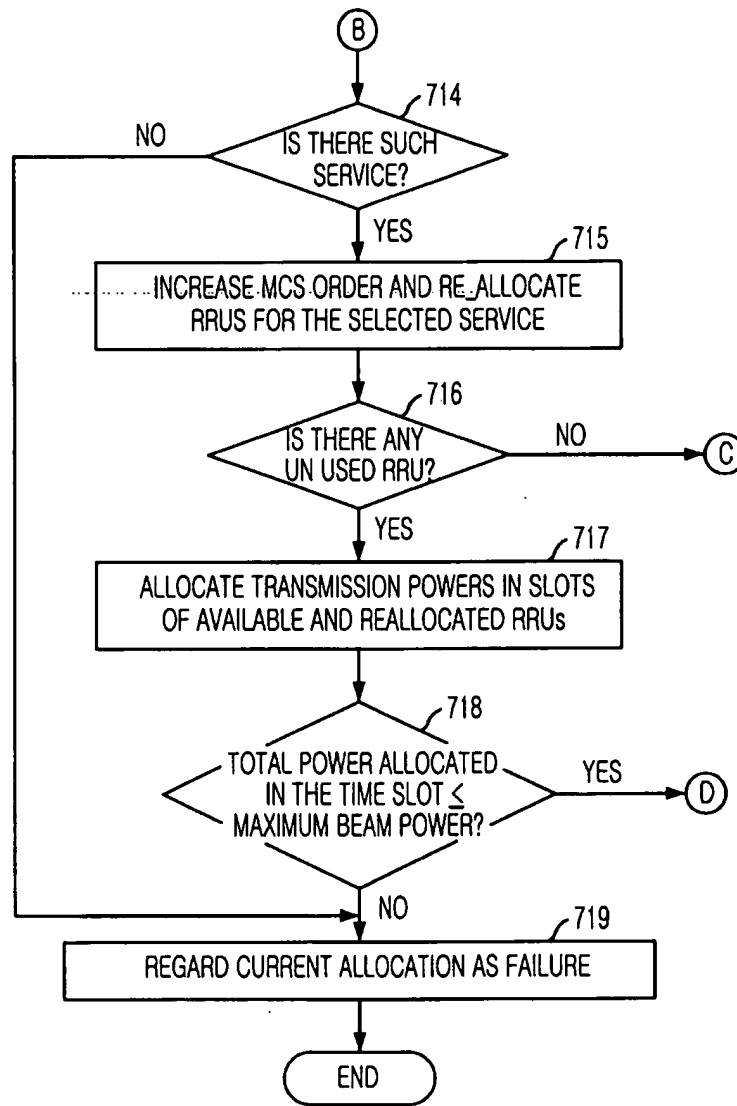 B
714
NO
IS THERE SUCH
SERVICE?
YES
715
INCREASE MCS ORDER AND RE_ALLOCATE
RRUS FOR THE SELECTED SERVICE
716
IS THERE ANY
UN USED RRU?
NO
C
YES
717
ALLOCATE TRANSMISSION POWERS IN SLOTS
OF AVAILABLE AND REALLOCATED RRUs
718
TOTAL POWER ALLOCATED
IN THE TIME SLOT ≤
MAXIMUM BEAM POWER?
YES
D
NO
719
REGARD CURRENT ALLOCATION AS FAILURE
END